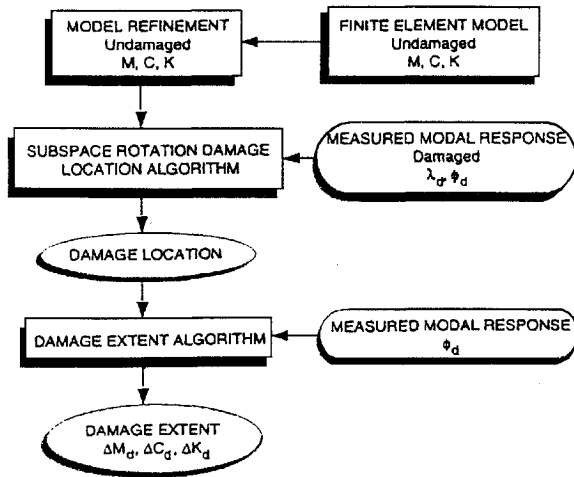 MODEL REFINEMENT
Undamaged
M, C, K
FINITE ELEMENT MODEL
Undamaged
M, C, K
SUBSPACE ROTATION DAMAGE
LOCATION ALGORITHM
MEASURED MODAL RESPONSE
Damaged
λd, ϕd
DAMAGE LOCATION
DAMAGE EXTENT ALGORITHM
MEASURED MODAL RESPONSE
ϕd
DAMAGE EXTENT
ΔMd, ΔCd, ΔKd